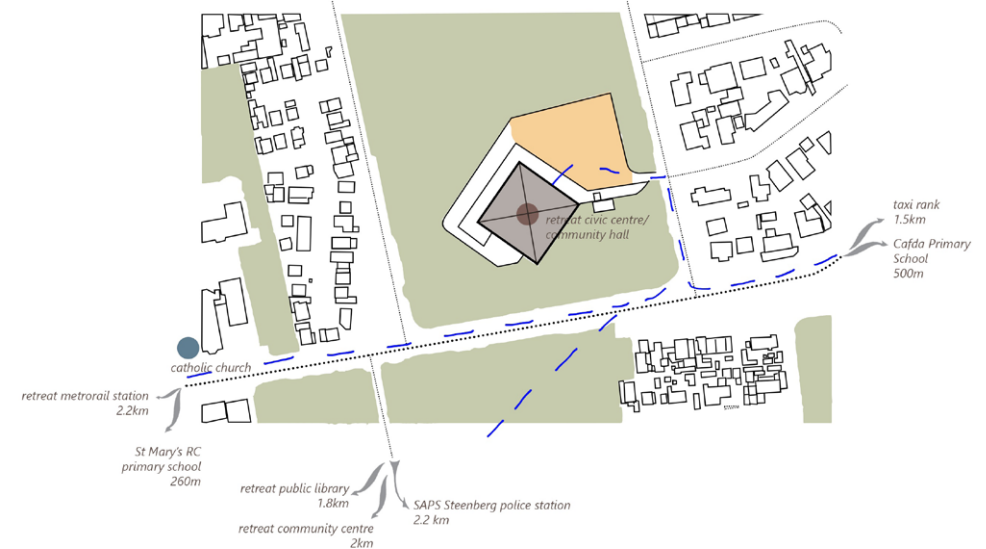 taxi rank
1.5km
retreat civic centre/
community hall
Cafda Primary
School
500m
catholic church
retreat metrorail station
2.2km
St Mary's RC
primary school
260m
retreat public library
1.8km
SAPS Steenberg police station
2.2 km
retreat community centre
2km